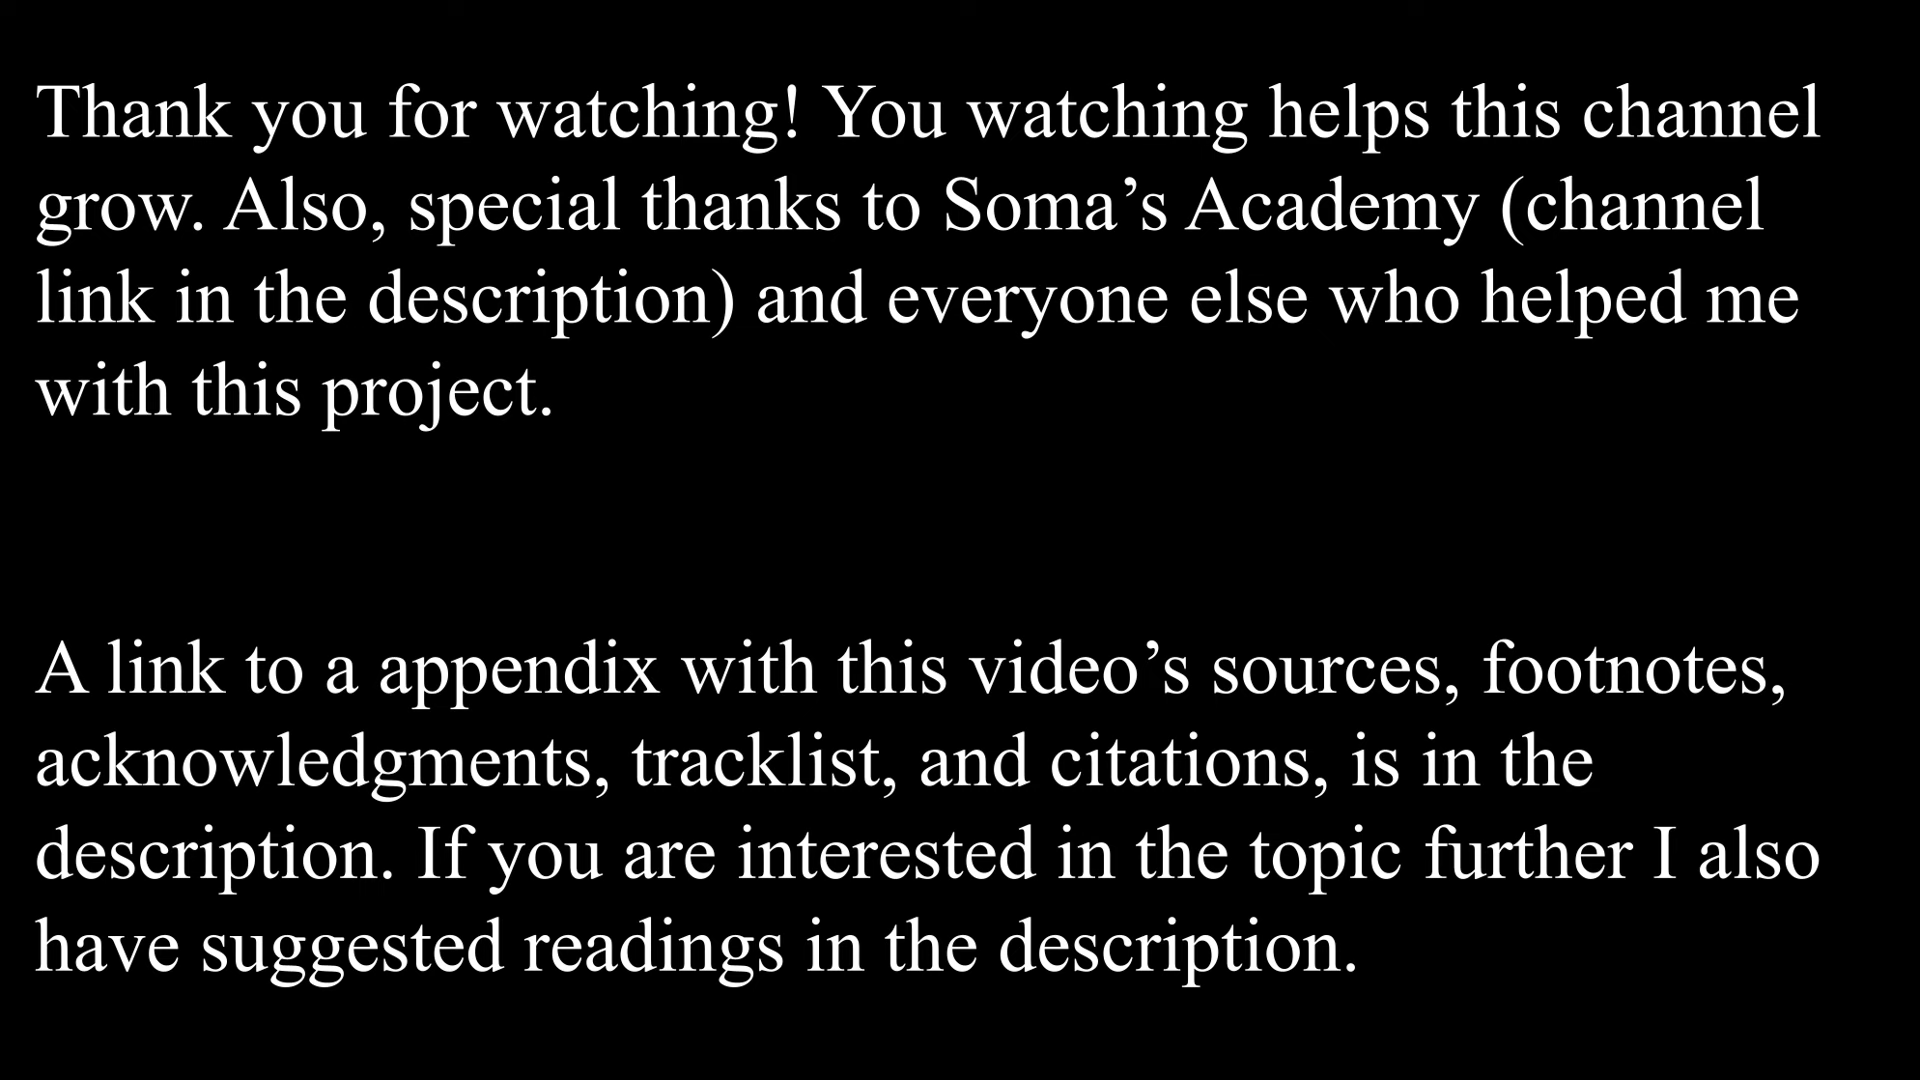 Thank you for watching! You watching helps this channel
grow. Also, special thanks to Soma’s Academy (channel
link in the description) and everyone else who helped me
with this project.
A link to a appendix with this video’s sources, footnotes,
acknowledgments, tracklist, and citations, is in the
description. If you are interested in the topic further I also
have suggested readings in the description.